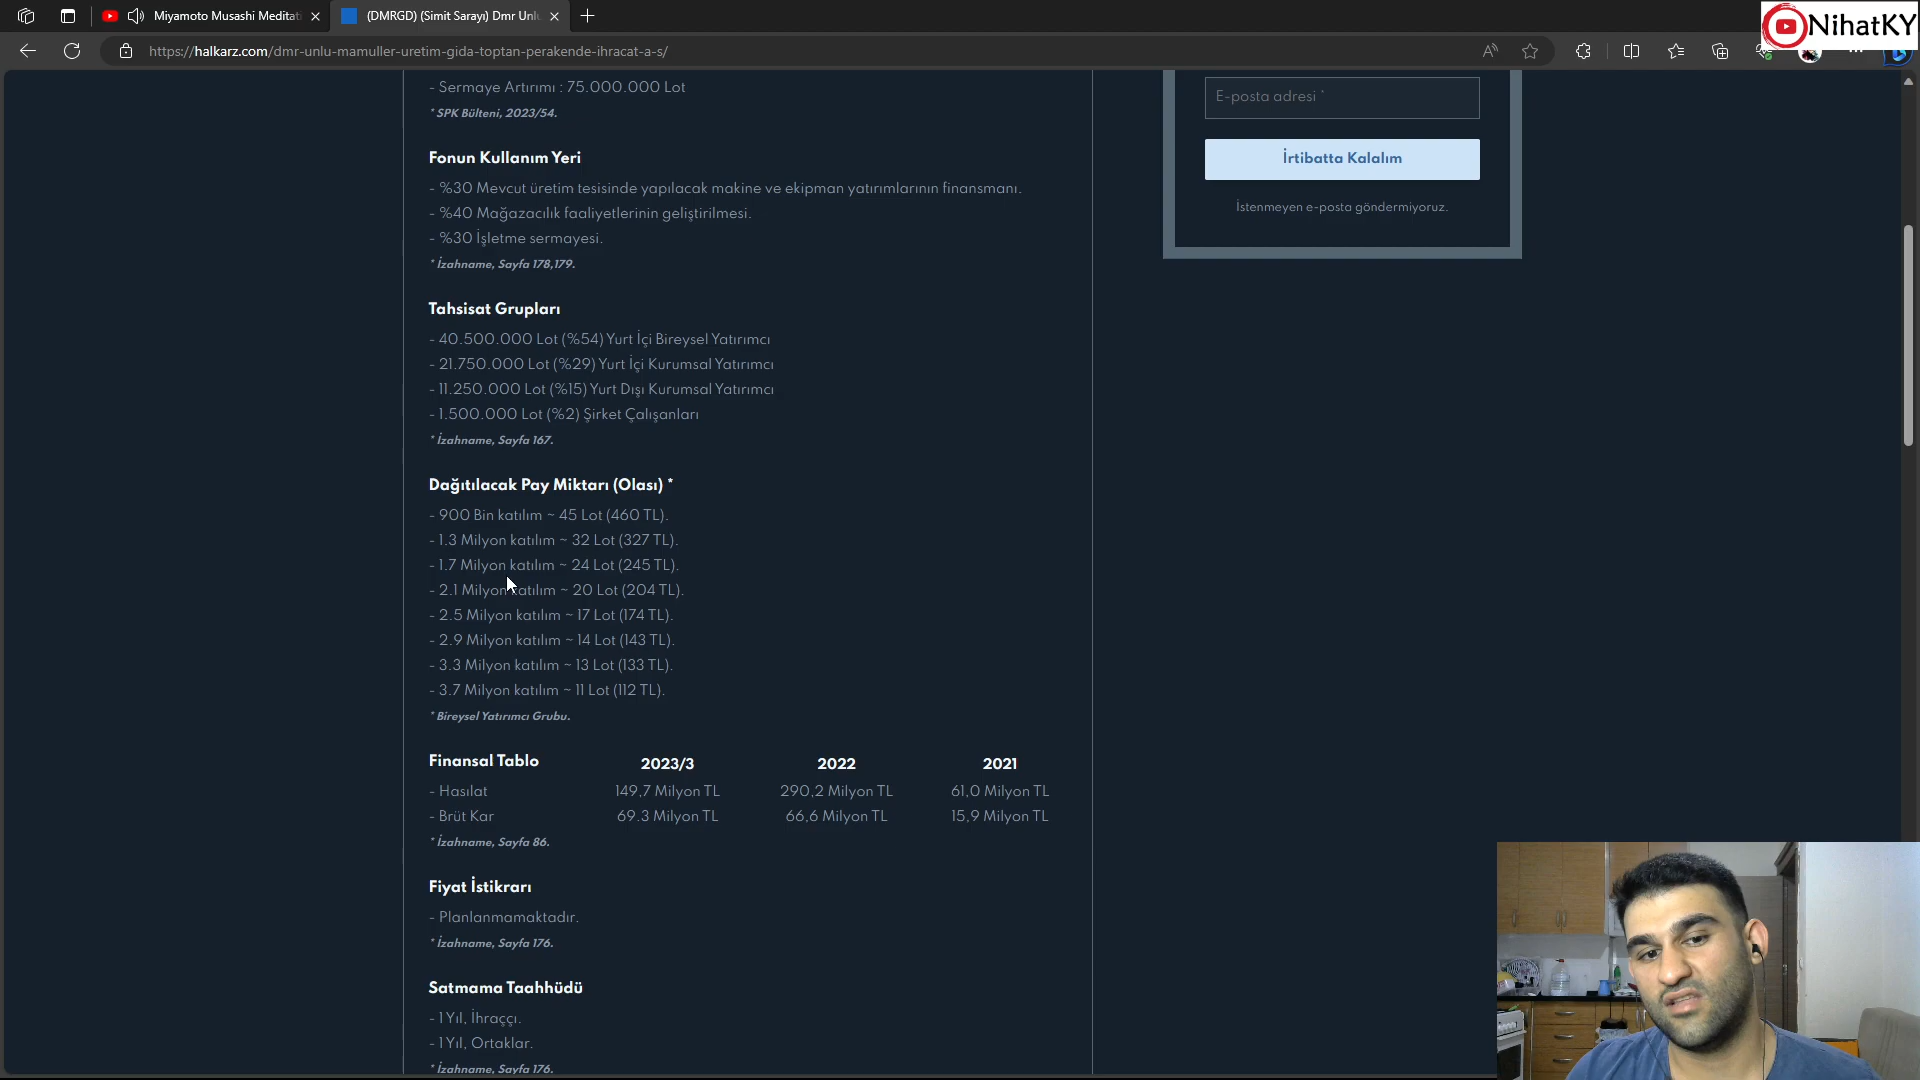 Miyamoto Musashi Meditati
(DMRGD) (Simit Sarayı) Dmr Unlu
NihatKY
https://halkarz.com/dmr-unlu-mamuller-uretim-gida-toptan-perakende-ihracat-a-s/
- Sermaye Artırımı : 75.000.000 Lot
* SPK Bülteni, 2023/54.
Fonun Kullanım Yeri
- %30 Mevcut üretim tesisinde yapılacak makine ve ekipman yatırımlarının finansmanı.
- %40 Mağazacılık faaliyetlerinin geliştirilmesi.
- %30 İşletme sermayesi.
* İzahname, Sayfa 178,179.
Tahsisat Grupları
- 40.500.000 Lot (%54) Yurt İçi Bireysel Yatırımcı
- 21.750.000 Lot (%29) Yurt İçi Kurumsal Yatırımcı
- 11.250.000 Lot (%15) Yurt Dışı Kurumsal Yatırımcı
- 1.500.000 Lot (%2) Şirket Çalışanları
* İzahname, Sayfa 167.
Dağıtılacak Pay Miktarı (Olası) *
- 900 Bin katılım ~ 45 Lot (460 TL).
- 1.3 Milyon katılım ~ 32 Lot (327 TL).
- 1.7 Milyon katılım ~ 24 Lot (245 TL).
- 2.1 Milyon katılım ~ 20 Lot (204 TL).
- 2.5 Milyon katılım ~ 17 Lot (174 TL).
- 2.9 Milyon katılım ~ 14 Lot (143 TL).
- 3.3 Milyon katılım ~ 13 Lot (133 TL).
- 3.7 Milyon katılım ~ 11 Lot (112 TL).
* Bireysel Yatırımcı Grubu.
Finansal Tablo 2023/3 2022 2021
- Hasılat 149,7 Milyon TL 290,2 Milyon TL 61,0 Milyon TL
- Brüt Kar 69.3 Milyon TL 66,6 Milyon TL 15,9 Milyon TL
* İzahname, Sayfa 86.
Fiyat İstikrarı
- Planlanmamaktadır.
* İzahname, Sayfa 176.
Satmama Taahhüdü
- 1 Yıl, İhraççı.
- 1 Yıl, Ortaklar.
* İzahname, Sayfa 176.
E-posta adresi *
İrtibatta Kalalım
İstenmeyen e-posta göndermiyoruz.